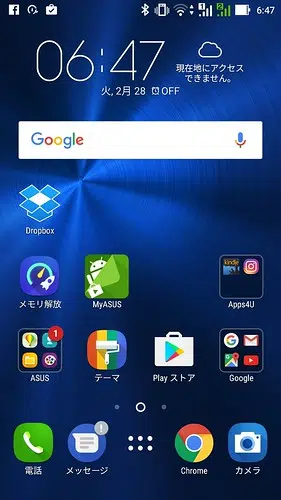 6:47
06:47
火, 2月 28 OFF
現在地にアクセス
できません。
Google
Dropbox
メモリ解放
MyASUS
kindle
Apps4U
1
ASUS
テーマ
Play ストア
Google
電話
メッセージ
Chrome
カメラ